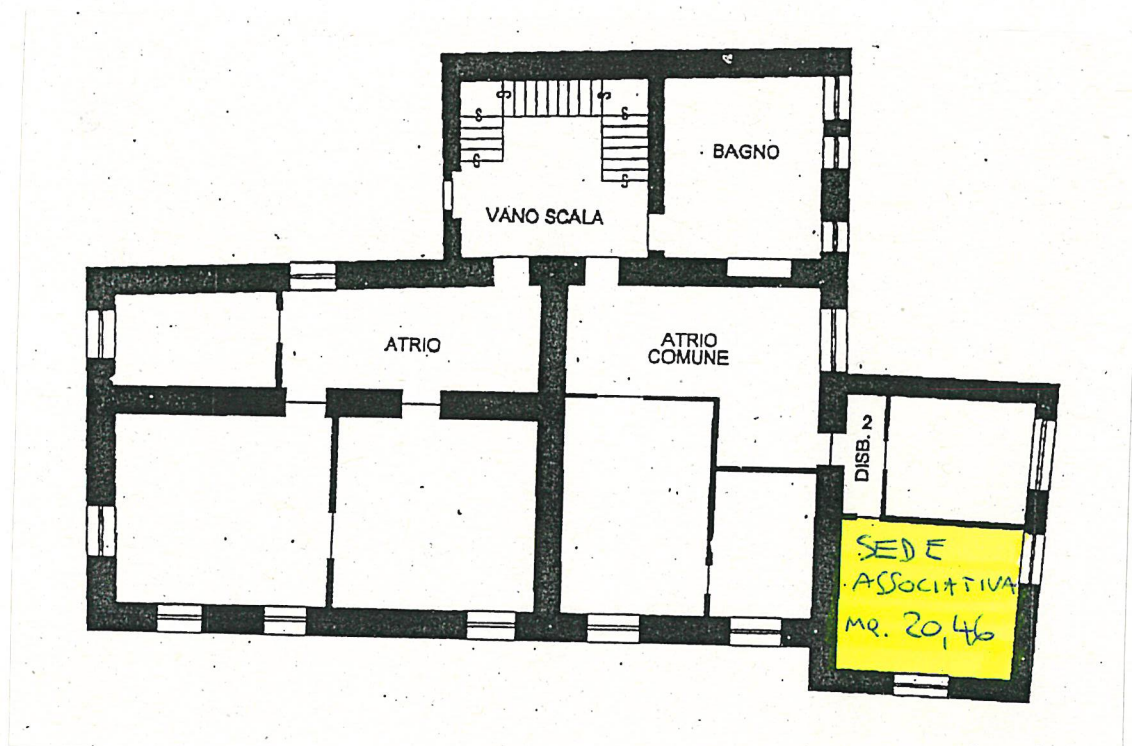 S
S
S
S
S
S
BAGNO
VANO SCALA
ATRIO
ATRIO
COMUNE
DISB. 2
SEDE
ASSOCIATIVA
MQ. 20,46